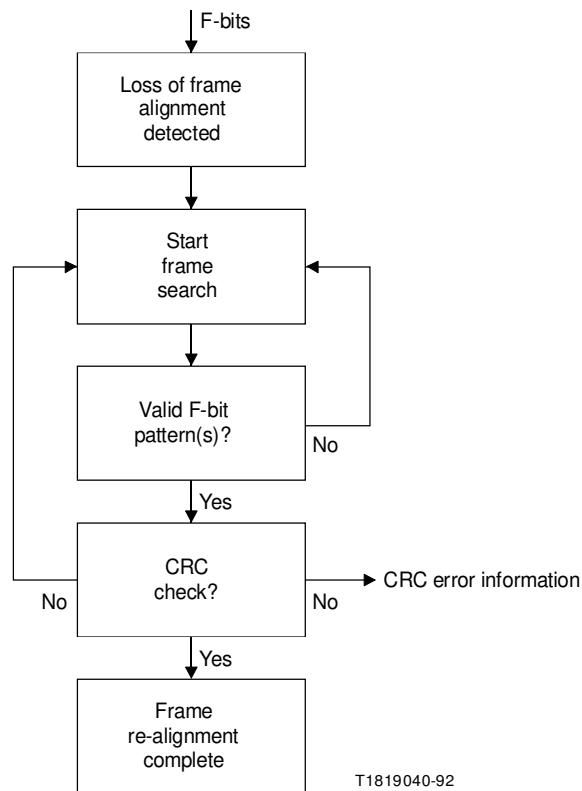 F-bits
Loss of frame
alignment
detected
Start
frame
search
Valid F-bit
pattern(s)?
No
Yes
CRC
check?
No
No
CRC error information
Yes
Frame
re-alignment
complete
T1819040-92